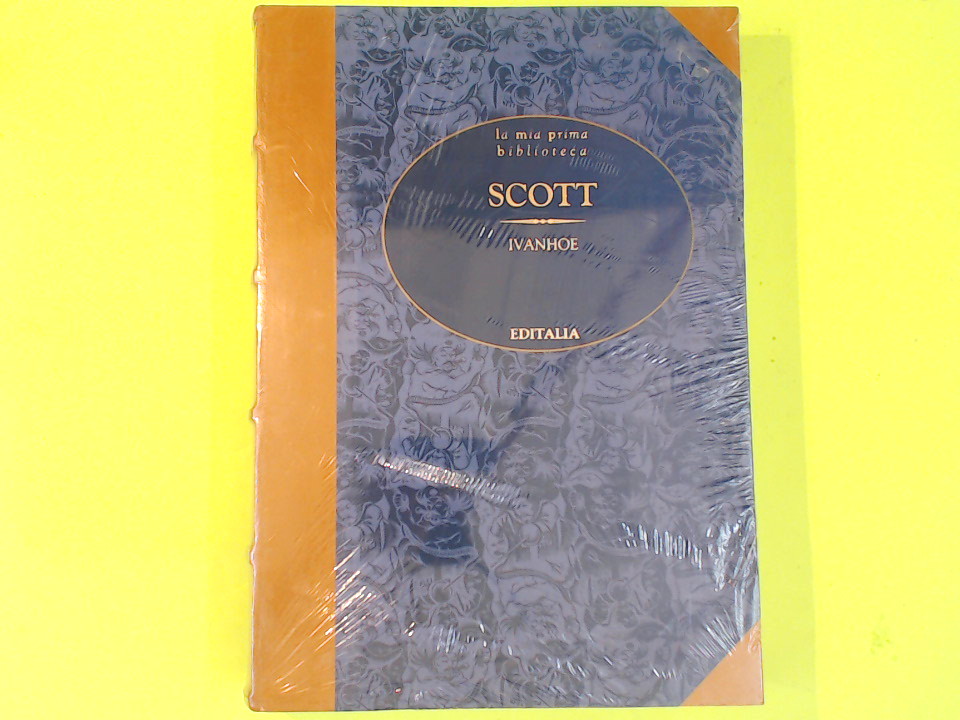 la mia prima
biblioteca
SCOTT
IVANHOE
EDITALIA